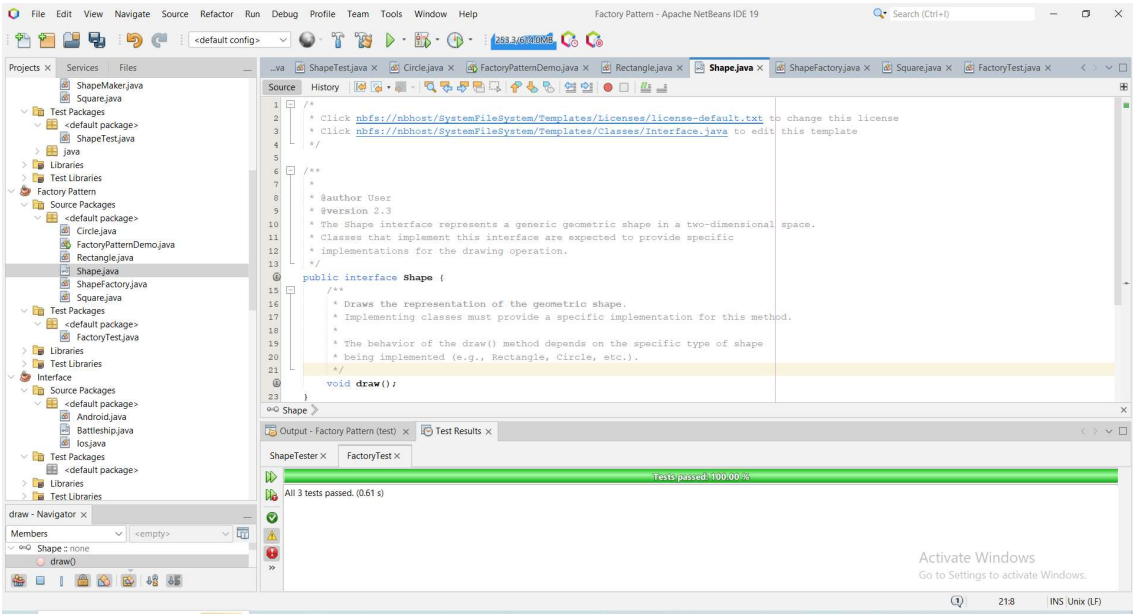 File Edit View Navigate Source Refactor Run Debug Profile Team Tools Window Help
Factory Pattern - Apache NetBeans IDE 19
Search (Ctrl+I)
<default config>
Projects Services Files
ShapeMaker.java
Square.java
Test Packages
<default package>
ShapeTest.java
java
Libraries
Test Libraries
Factory Pattern
Source Packages
<default package>
Circle.java
FactoryPatternDemo.java
Rectangle.java
Shape.java
ShapeFactory.java
Square.java
Test Packages
<default package>
FactoryTest.java
Libraries
Test Libraries
Interface
Source Packages
<default package>
Android.java
Battleship.java
Ios.java
Test Packages
<default package>
Libraries
Test Libraries
draw - Navigator
Members <empty>
Shape :: none
draw()
...va ShapeTest.java Circle.java FactoryPatternDemo.java Rectangle.java Shape.java ShapeFactory.java Square.java FactoryTest.java
Source History
1 /*
2 * Click nbfs://nbhost/SystemFileSystem/Templates/Licenses/license-default.txt to change this license
3 * Click nbfs://nbhost/SystemFileSystem/Templates/Classes/Interface.java to edit this template
4 */
5
6 /**
7 *
8 * @author User
9 * @version 2.3
10 * The Shape interface represents a generic geometric shape in a two-dimensional space.
11 * Classes that implement this interface are expected to provide specific
12 * implementations for the drawing operation.
13 */
public interface Shape {
15 /**
16 * Draws the representation of the geometric shape.
17 * Implementing classes must provide a specific implementation for this method.
18 *
19 * The behavior of the draw() method depends on the specific type of shape
20 * being implemented (e.g., Rectangle, Circle, etc.).
21 */
void draw();
23 }
Shape
Output - Factory Pattern (test) Test Results
ShapeTester FactoryTest
Tests passed: 100.00 %
All 3 tests passed. (0.61 s)
Activate Windows
Go to Settings to activate Windows.
1 21:8 INS Unix (LF)